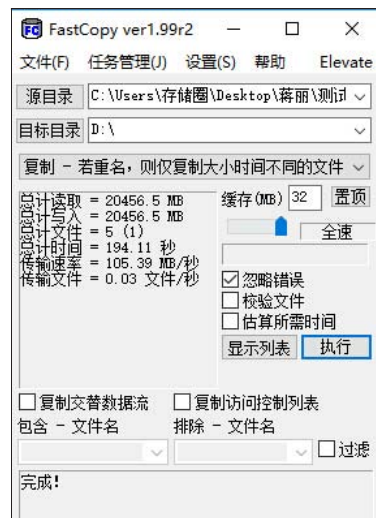 FastCopy ver1.99r2
文件(F) 任务管理(J) 设置(S) 帮助 Elevate
源目录 C:\Users\存储圈\Desktop\蒋丽\测试
目标目录 D:\
复制 - 若重名，则仅复制大小时间不同的文件
总计读取 = 20456.5 MB
总计写入 = 20456.5 MB
总计文件 = 5 (1)
总计时间 = 194.11 秒
传输速率 = 105.39 MB/秒
传输文件 = 0.03 文件/秒
缓存(MB) 32 置顶
全速
忽略错误
校验文件
估算所需时间
显示列表 执行
复制交替数据流 复制访问控制列表
包含 - 文件名 排除 - 文件名
过滤
完成!